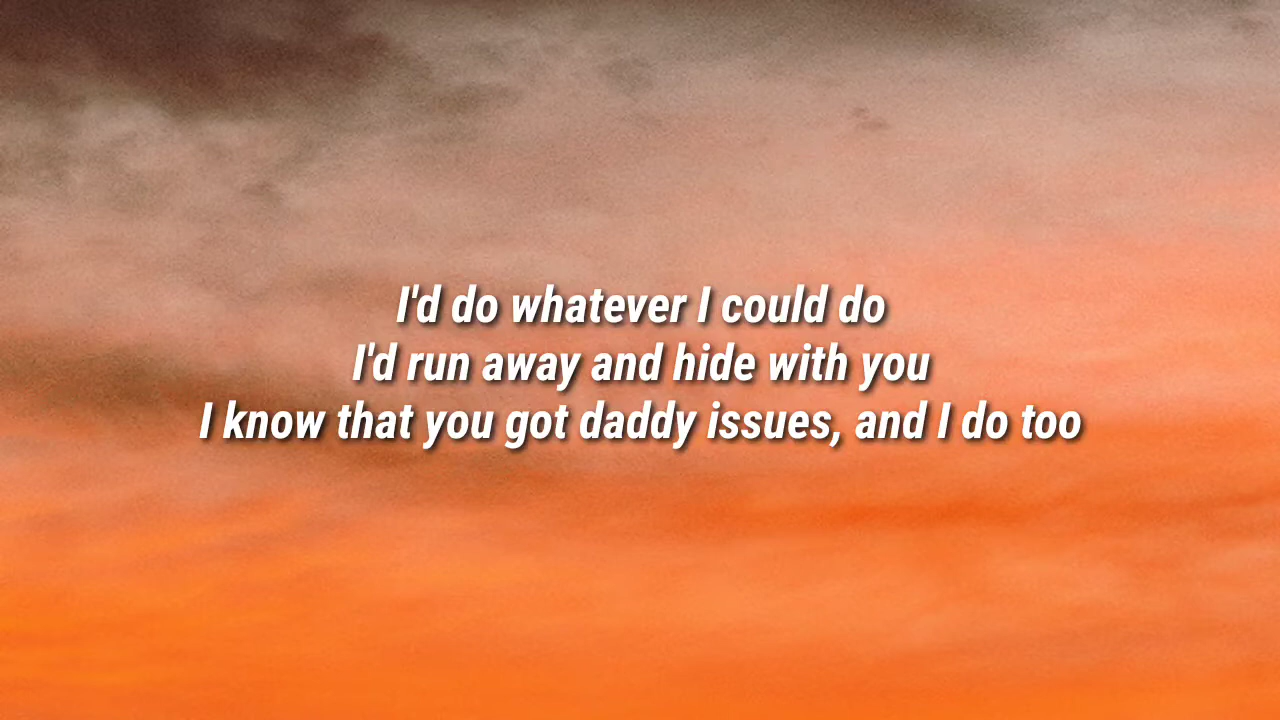 I'd do whatever I could do
I'd run away and hide with you
I know that you got daddy issues, and I do too